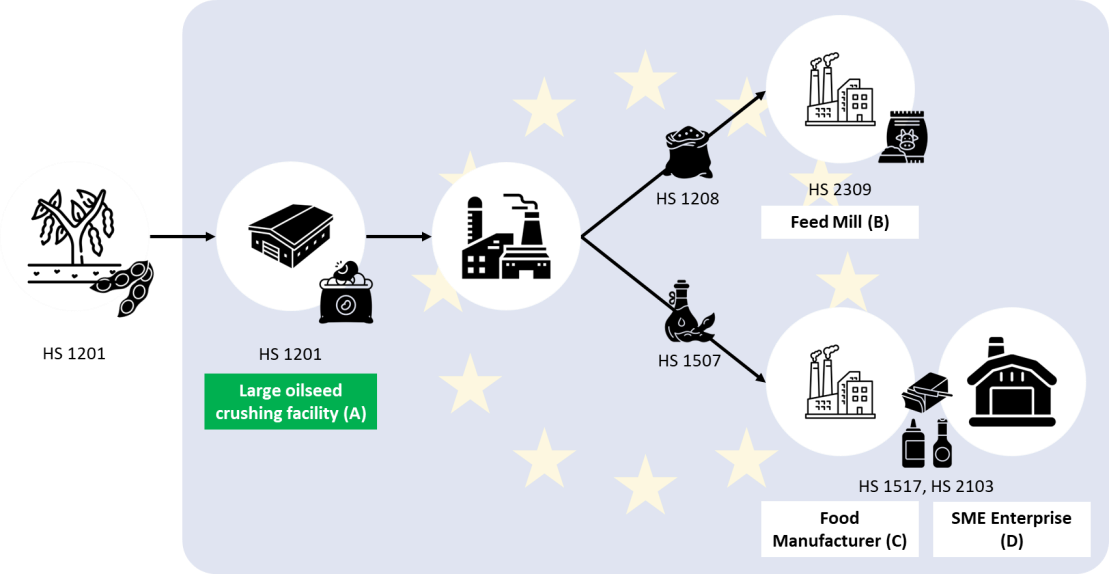 HS 1201
HS 1201
Large oilseed
crushing facility (A)
HS 1208
HS 1507
HS 2309
Feed Mill (B)
HS 1517, HS 2103
Food
Manufacturer (C)
SME Enterprise
(D)